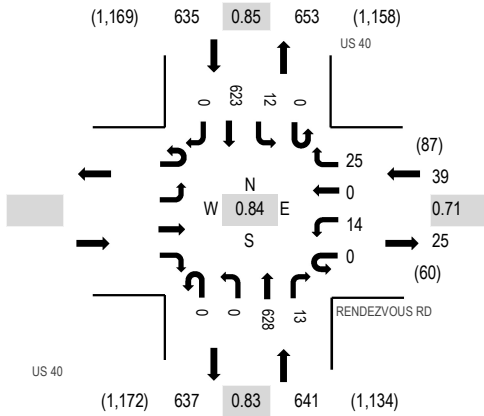 (1,169) 635 0.85 653 (1,158)
US 40
0 623 12 0
(87)
25
39
0
N
W 0.84 E
0.71
S
14
25
0
(60)
0 0 628 13
RENDEZVOUS RD
US 40
(1,172) 637 0.83 641 (1,134)